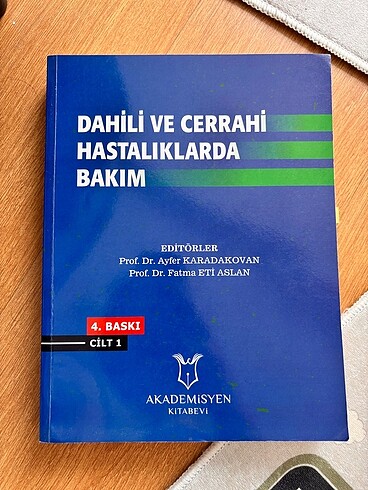 DAHİLİ VE CERRAHİ
HASTALIKLARDA
BAKIM
EDİTÖRLER
Prof. Dr. Ayfer KARADAKOVAN
Prof. Dr. Fatma ETİ ASLAN
4. BASKI
CİLT 1
AKADEMİSYEN
KİTABEVİ